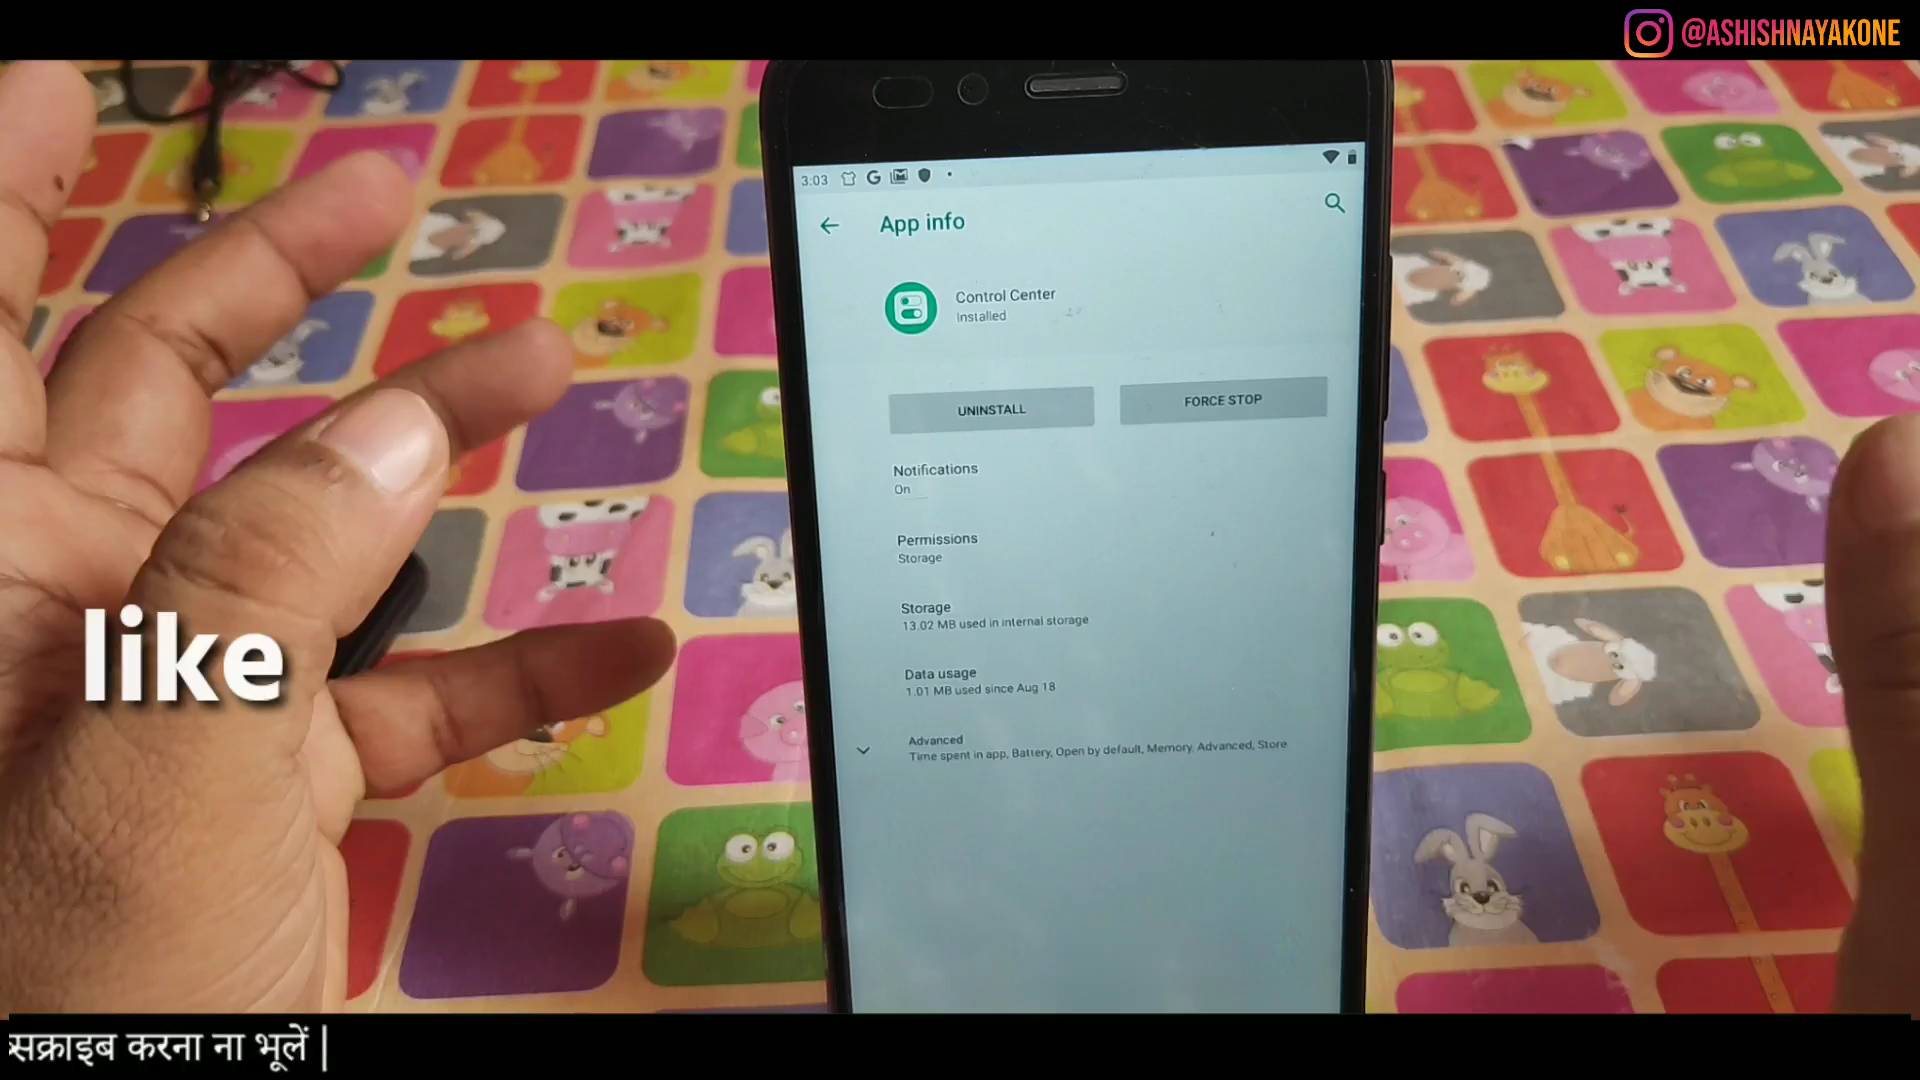 @ASHISHNAYAKONE
3:03
App info
Control Center
Installed
UNINSTALL
FORCE STOP
Notifications
On
Permissions
Storage
Storage
13.02 MB used in internal storage
Data usage
1.01 MB used since Aug 18
Advanced
Time spent in app, Battery, Open by default, Memory, Advanced, Store
like
सक्राइब करना ना भूलें |